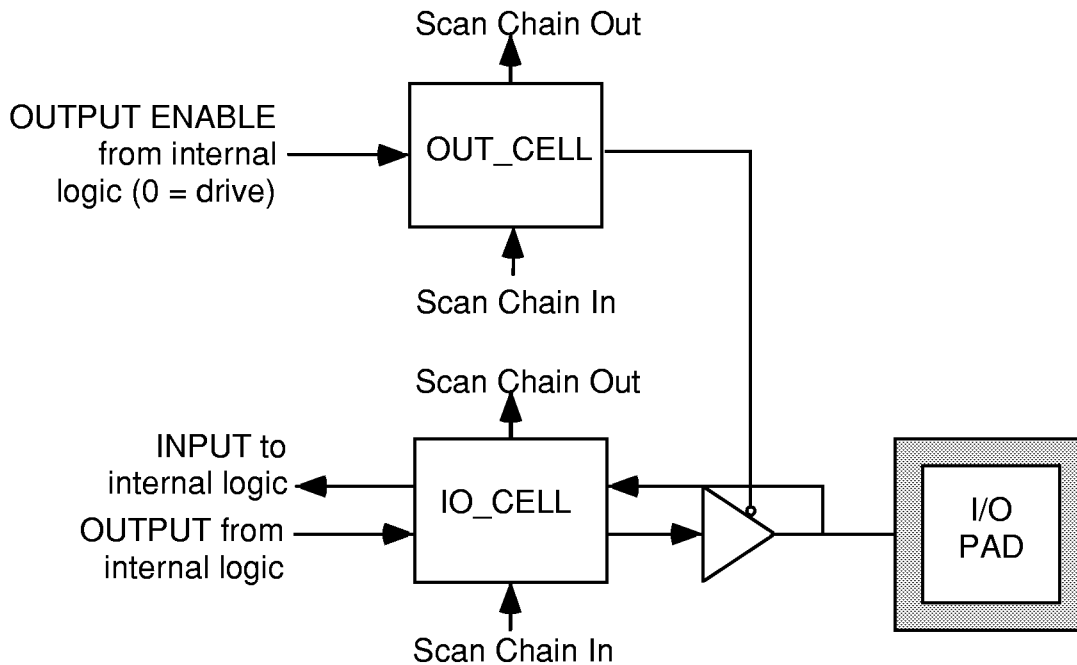 Scan Chain Out
OUTPUT ENABLE
from internal
logic (0 = drive)
OUT_CELL
Scan Chain In
Scan Chain Out
INPUT to
internal logic
OUTPUT from
internal logic
IO_CELL
I/O
PAD
Scan Chain In